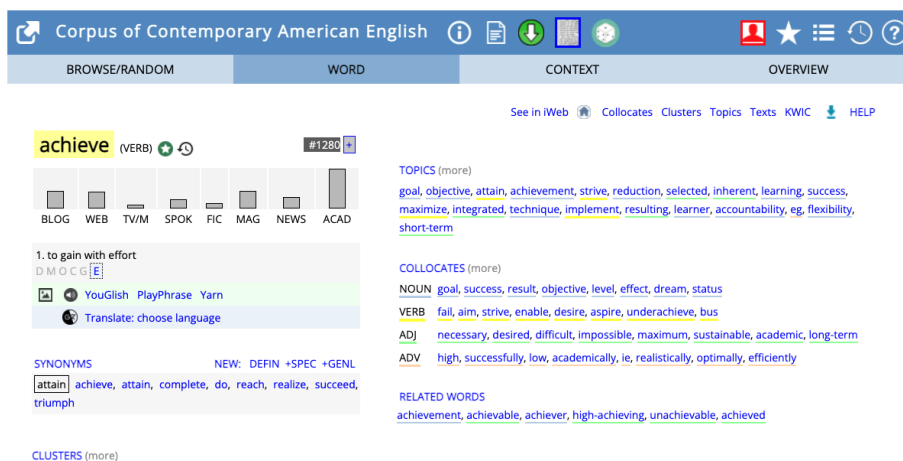 Corpus of Contemporary American English
BROWSE/RANDOM WORD CONTEXT OVERVIEW
See in iWeb Collocates Clusters Topics Texts KWIC HELP
achieve (VERB) #1280 +
BLOG WEB TV/M SPOK FIC MAG NEWS ACAD
1. to gain with effort
D M O C G E
YouGlish PlayPhrase Yarn
Translate: choose language
SYNONYMS NEW: DEFIN +SPEC +GENL
attain achieve, attain, complete, do, reach, realize, succeed,
triumph
CLUSTERS (more)
TOPICS (more)
goal, objective, attain, achievement, strive, reduction, selected, inherent, learning, success,
maximize, integrated, technique, implement, resulting, learner, accountability, eg, flexibility,
short-term
COLLOCATES (more)
NOUN goal, success, result, objective, level, effect, dream, status
VERB fail, aim, strive, enable, desire, aspire, underachieve, bus
ADJ necessary, desired, difficult, impossible, maximum, sustainable, academic, long-term
ADV high, successfully, low, academically, ie, realistically, optimally, efficiently
RELATED WORDS
achievement, achievable, achiever, high-achieving, unachievable, achieved